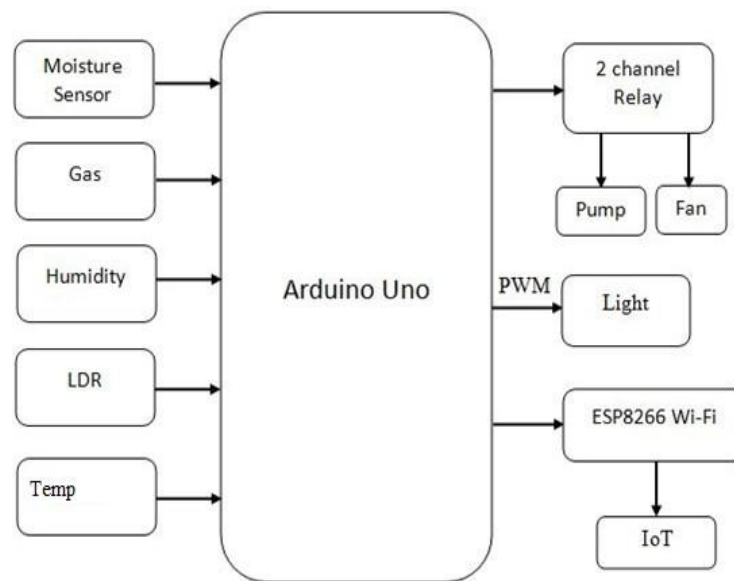 Moisture
Sensor
Gas
Humidity
LDR
Temp
Arduino Uno
2 channel
Relay
Pump
Fan
PWM
Light
ESP8266 Wi-Fi
IoT